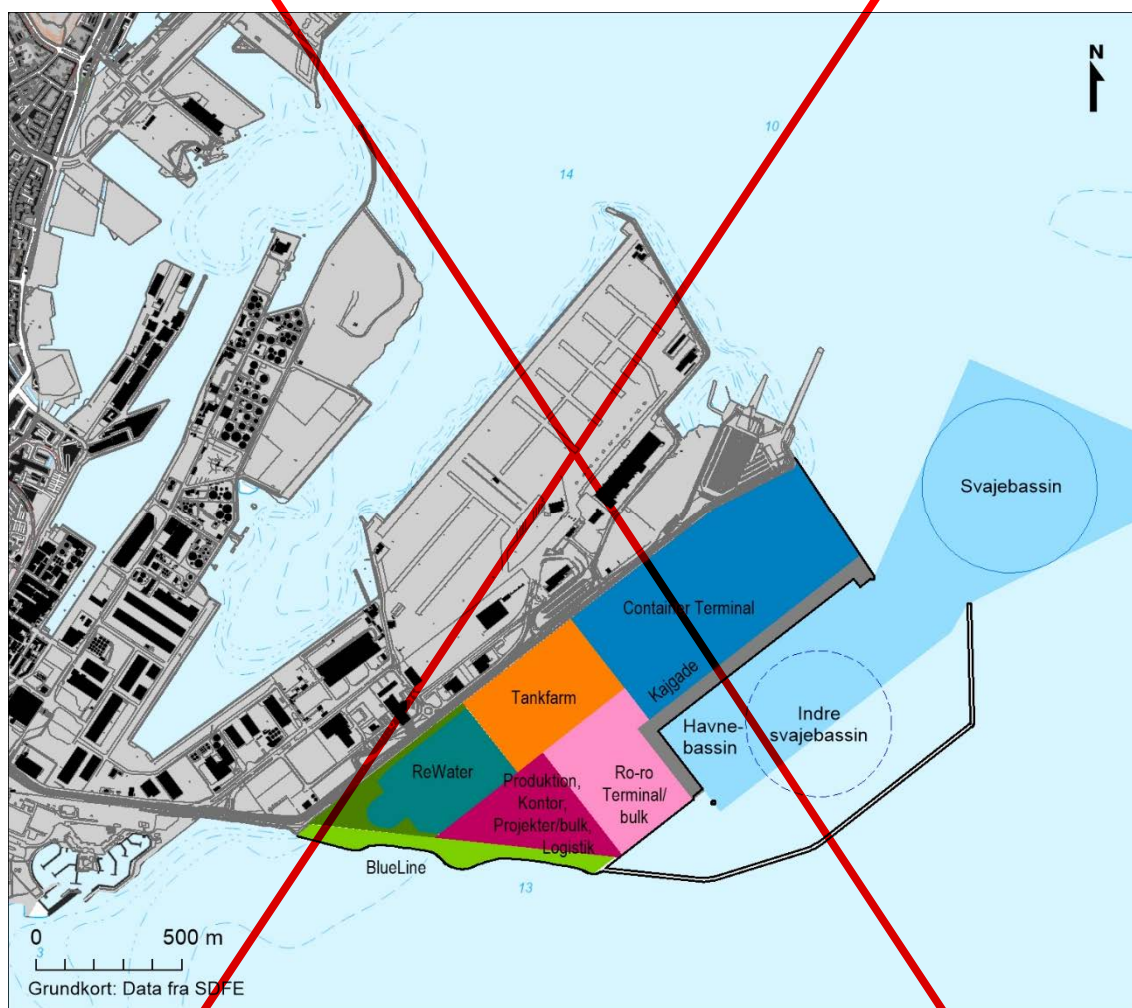 N
10
14
Svajebassin
Container Terminal
Kajgade
Tankfarm
Havne-
bassin
Indre
svajebassin
ReWater
Produktion,
Kontor,
Projekter/bulk,
Logistik
Ro-ro
Terminal/
bulk
BlueLine
13
0 500 m
3
Grundkort: Data fra SDFE